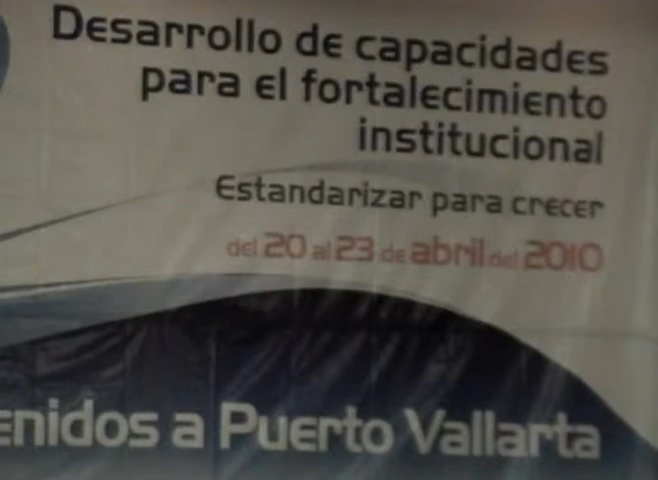 Desarrollo de capacidades
para el fortalecimiento
institucional
Estandarizar para crecer
del 20 al 23 de abril del 2010
enidos a Puerto Vallarta